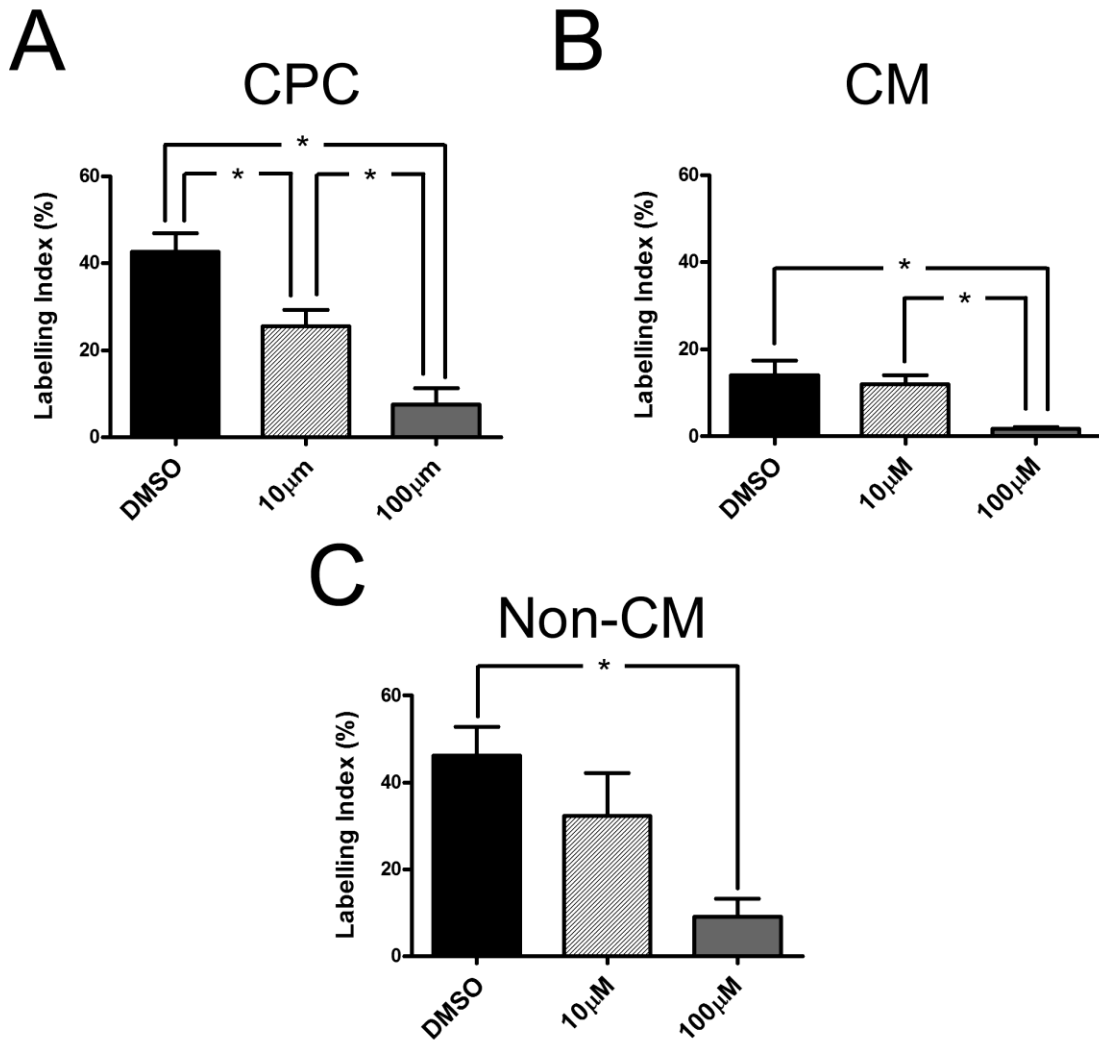 A
CPC
*
*
*
Labelling Index (%)
60
40
20
0
DMSO
10μm
100μm
B
CM
*
*
Labelling Index (%)
60
40
20
0
DMSO
10μM
100μM
C
Non-CM
*
Labelling Index (%)
60
40
20
0
DMSO
10μM
100μM